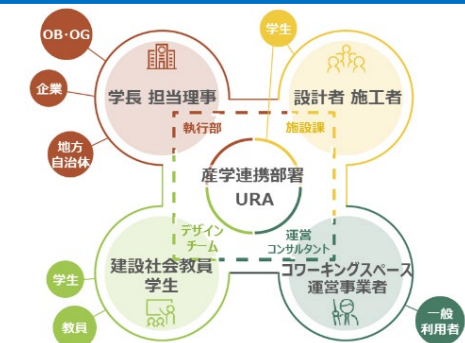 OB・OG
学生
企業
学長 担当理事
設計者 施工者
執行部
施設課
地方
自治体
産学連携部署
URA
デザイン
チーム
運営
コンサルタント
建設社会教員
学生
コワーキングスペース
運営事業者
学生
教員
一般
利用者